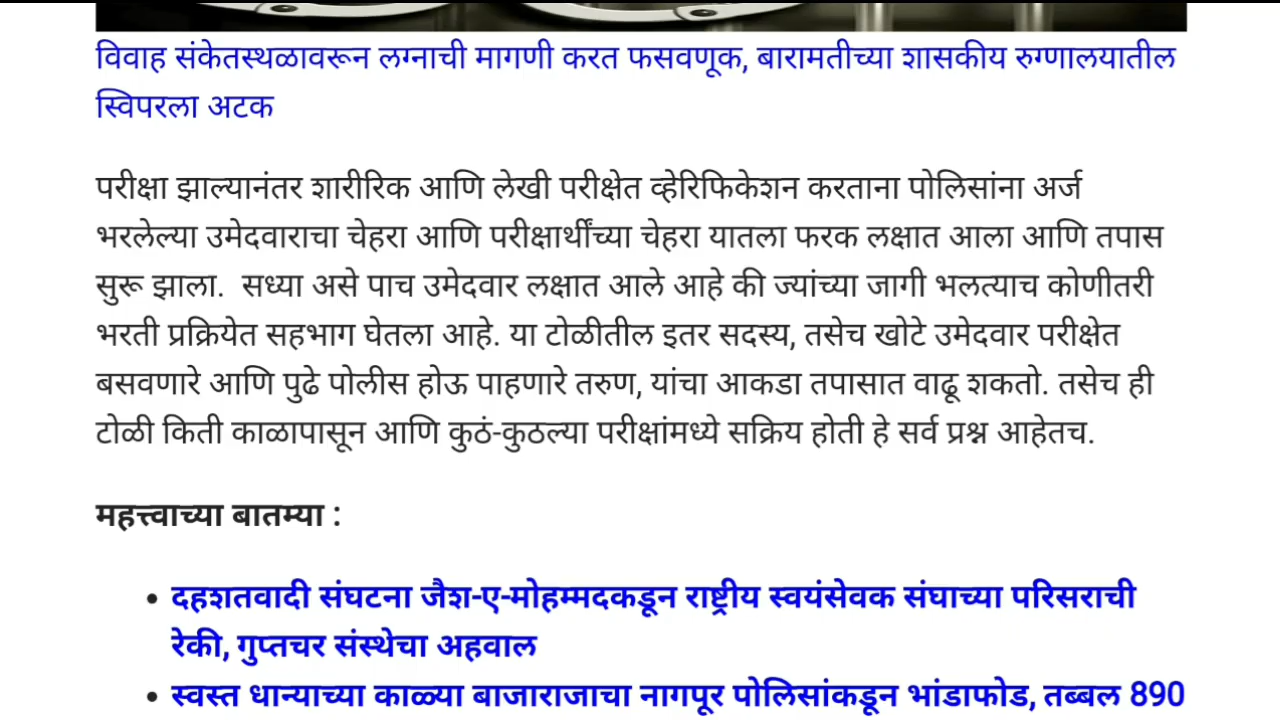 विवाह संकेतस्थळावरून लग्नाची मागणी करत फसवणूक, बारामतीच्या शासकीय रुग्णालयातील
स्विपरला अटक
परीक्षा झाल्यानंतर शारीरिक आणि लेखी परीक्षेत व्हेरिफिकेशन करताना पोलिसांना अर्ज
भरलेल्या उमेदवाराचा चेहरा आणि परीक्षार्थींच्या चेहरा यातला फरक लक्षात आला आणि तपास
सुरू झाला. सध्या असे पाच उमेदवार लक्षात आले आहे की ज्यांच्या जागी भलत्याच कोणीतरी
भरती प्रक्रियेत सहभाग घेतला आहे. या टोळीतील इतर सदस्य, तसेच खोटे उमेदवार परीक्षेत
बसवणारे आणि पुढे पोलीस होऊ पाहणारे तरुण, यांचा आकडा तपासात वाढू शकतो. तसेच ही
टोळी किती काळापासून आणि कुठं-कुठल्या परीक्षांमध्ये सक्रिय होती हे सर्व प्रश्न आहेतच.
महत्त्वाच्या बातम्या :
• दहशतवादी संघटना जैश-ए-मोहम्मदकडून राष्ट्रीय स्वयंसेवक संघाच्या परिसराची
रेकी, गुप्तचर संस्थेचा अहवाल
• स्वस्त धान्याच्या काळ्या बाजाराजाचा नागपूर पोलिसांकडून भांडाफोड, तब्बल 890